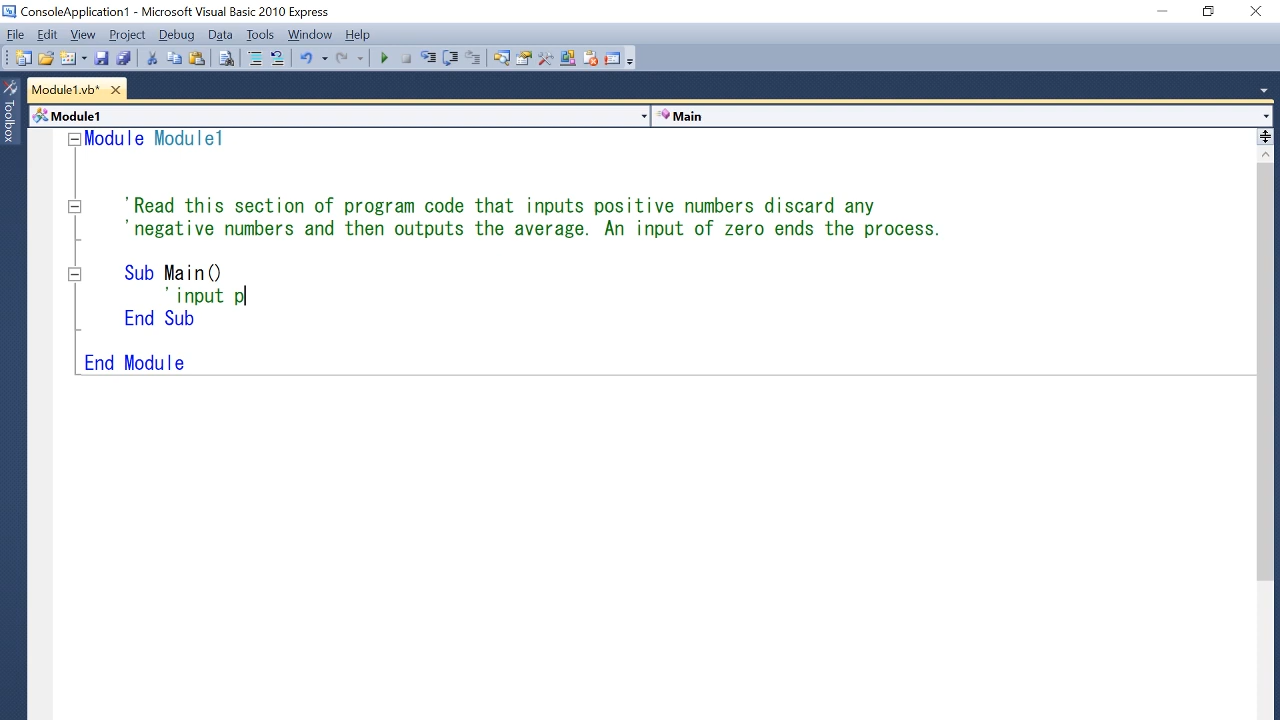 ConsoleApplication1 - Microsoft Visual Basic 2010 Express
File Edit View Project Debug Data Tools Window Help
Module1.vb*
Toolbox
Module1 Main
Module Module1
'Read this section of program code that inputs positive numbers discard any
'negative numbers and then outputs the average. An input of zero ends the process.
Sub Main()
'input p
End Sub
End Module